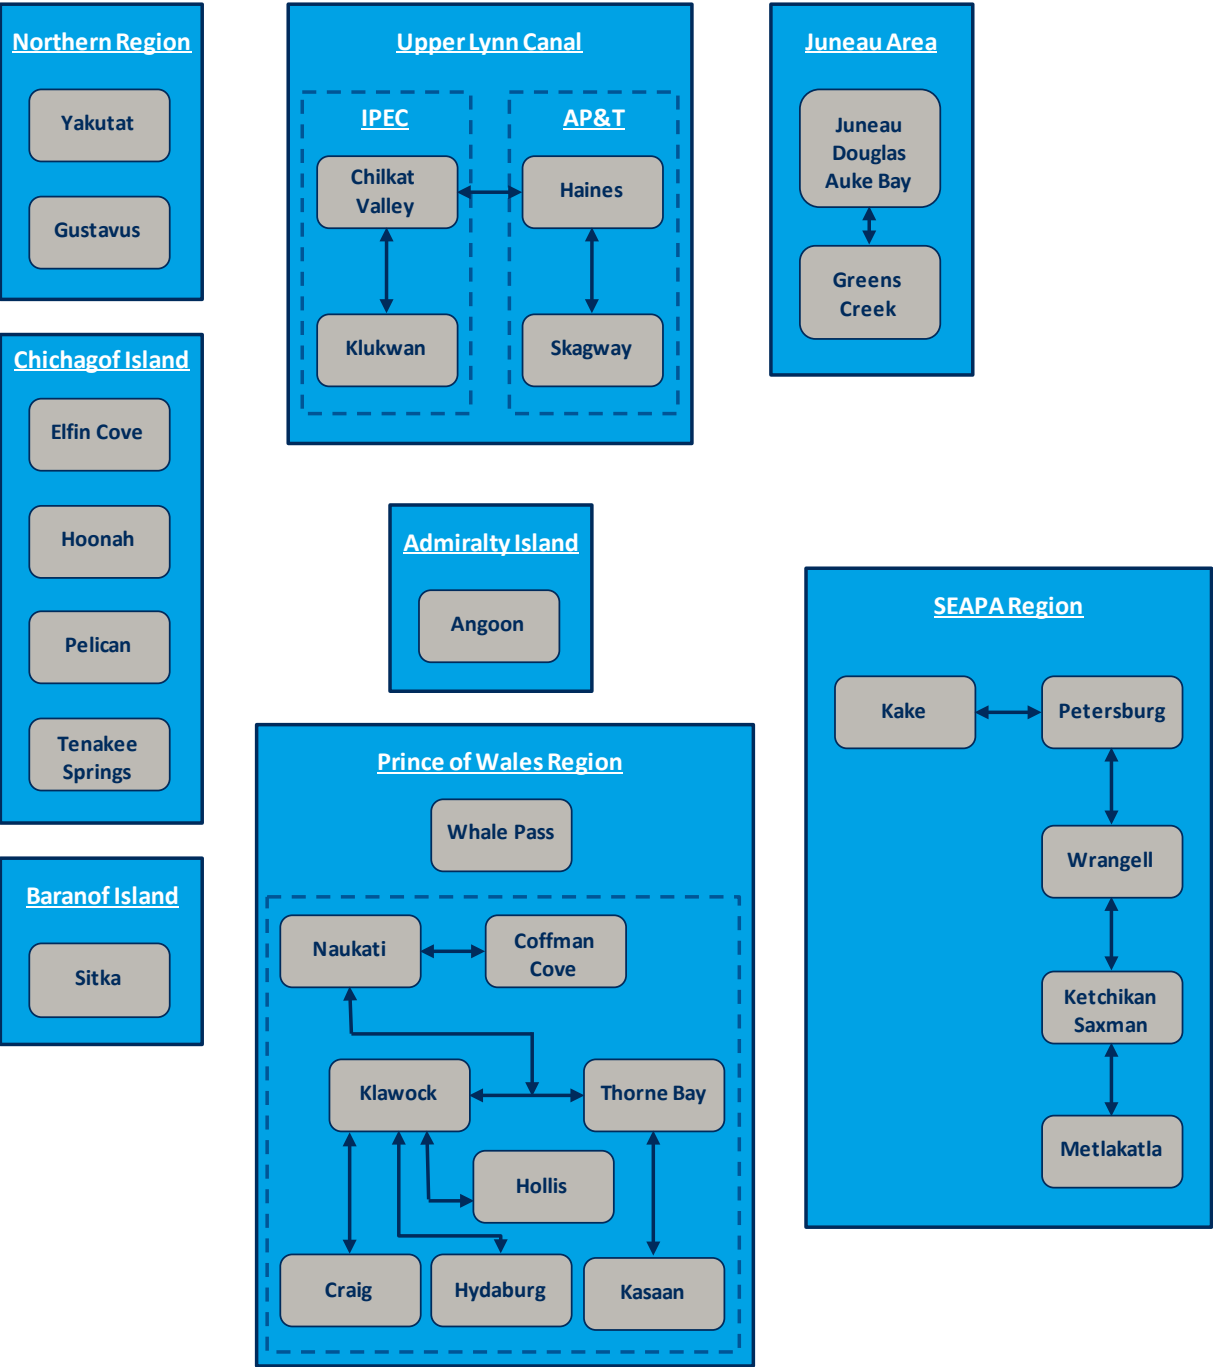 Northern Region
Yakutat
Gustavus
Upper Lynn Canal
IPEC
AP&T
Chilkat
Valley
Haines
Klukwan
Skagway
Juneau Area
Juneau
Douglas
Auke Bay
Greens
Creek
Chichagof Island
Elfin Cove
Hoonah
Pelican
Tenakee
Springs
Admiralty Island
Angoon
SEAPA Region
Kake
Petersburg
Wrangell
Ketchikan
Saxman
Metlakatla
Baranof Island
Sitka
Prince of Wales Region
Whale Pass
Naukati
Coffman
Cove
Klawock
Thorne Bay
Hollis
Craig
Hydaburg
Kasaan